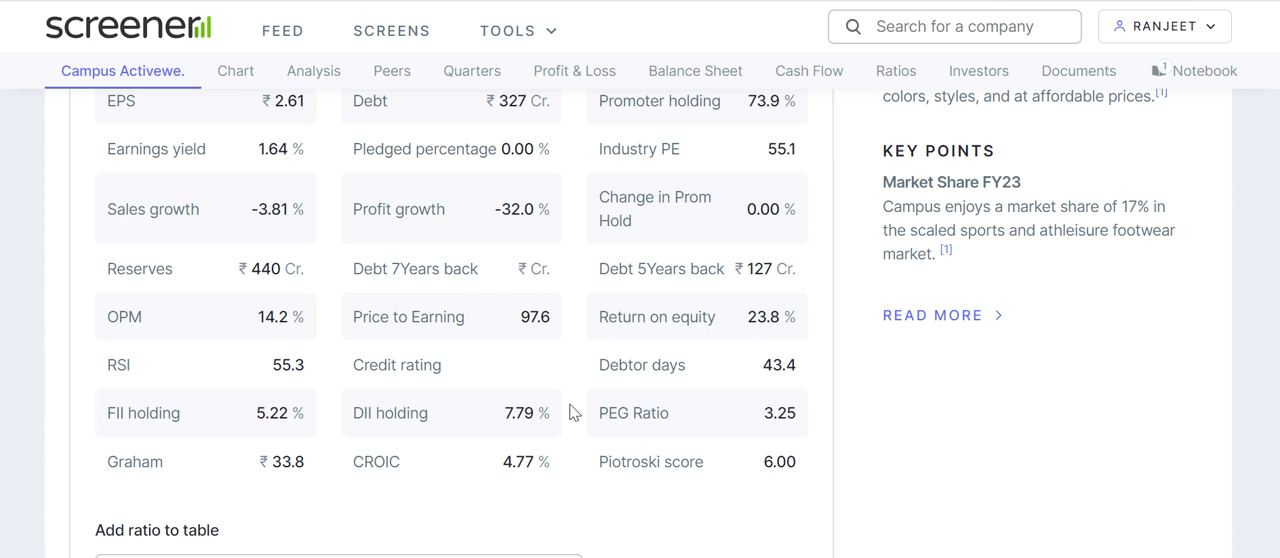 screener
FEED
SCREENS
TOOLS
Search for a company
RANJEET
Campus Activewe.
Chart
Analysis
Peers
Quarters
Profit & Loss
Balance Sheet
Cash Flow
Ratios
Investors
Documents
1
Notebook
EPS ₹ 2.61
Debt ₹ 327 Cr.
Promoter holding 73.9 %
Earnings yield 1.64 %
Pledged percentage 0.00 %
Industry PE 55.1
Sales growth -3.81 %
Profit growth -32.0 %
Change in Prom
Hold 0.00 %
Reserves ₹ 440 Cr.
Debt 7Years back ₹ Cr.
Debt 5Years back ₹ 127 Cr.
OPM 14.2 %
Price to Earning 97.6
Return on equity 23.8 %
RSI 55.3
Credit rating
Debtor days 43.4
FII holding 5.22 %
DII holding 7.79 %
PEG Ratio 3.25
Graham ₹ 33.8
CROIC 4.77 %
Piotroski score 6.00
Add ratio to table
colors, styles, and at affordable prices.[1]
KEY POINTS
Market Share FY23
Campus enjoys a market share of 17% in
the scaled sports and athleisure footwear
market. [1]
READ MORE